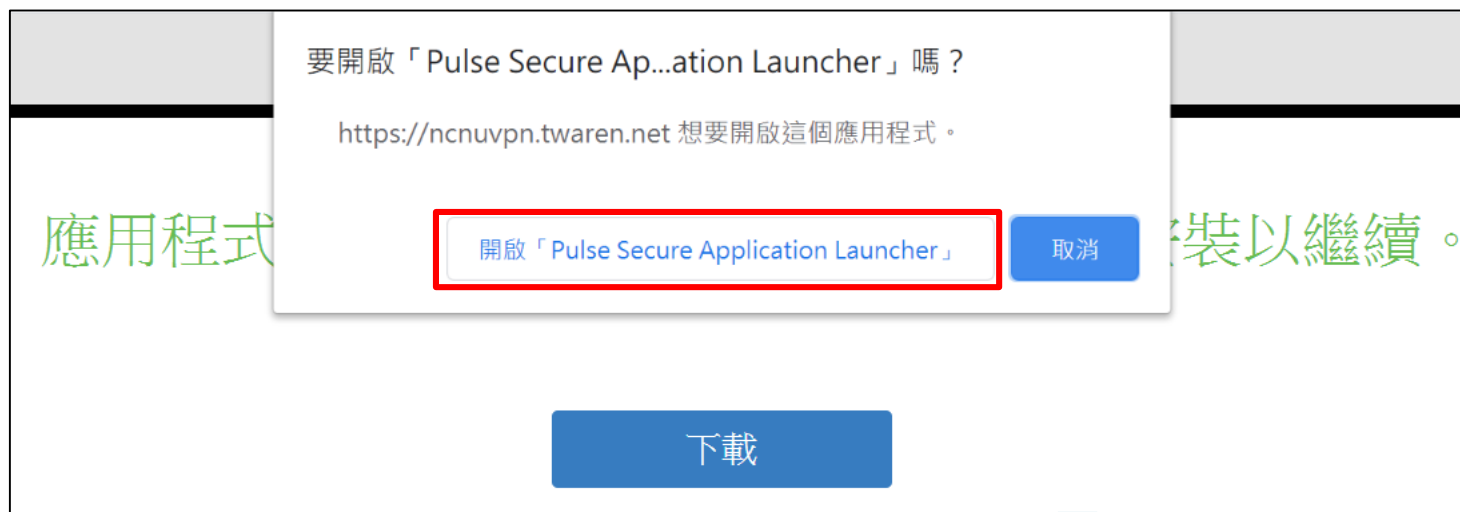 要開啟「Pulse Secure Ap...ation Launcher」嗎？
https://ncnuvpn.twaren.net 想要開啟這個應用程式。
開啟「Pulse Secure Application Launcher」 取消
應用程式 裝以繼續。
下載